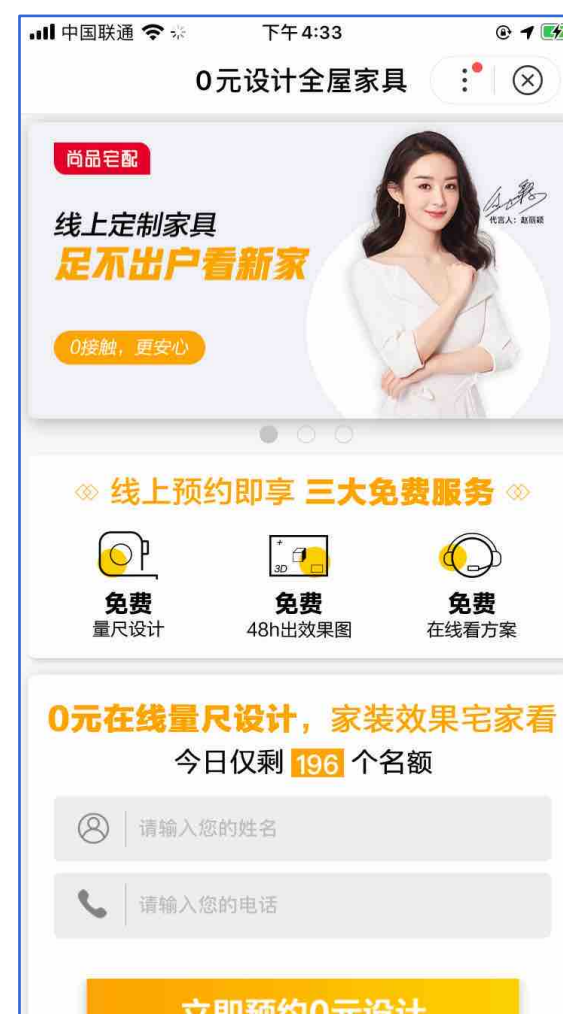 中国联通
下午4:33
0元设计全屋家具
尚品宅配
线上定制家具
足不出户看新家
代言人：赵丽颖
0接触，更安心
线上预约即享 三大免费服务
3D
免费
免费
免费
量尺设计
48h出效果图
在线看方案
0元在线量尺设计，家装效果宅家看
今日仅剩 196 个名额
请输入您的姓名
请输入您的电话
立即预约0元设计